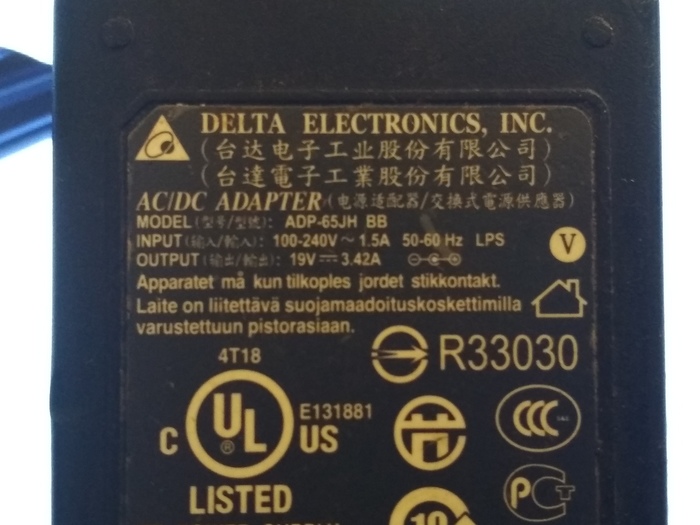 DELTA ELECTRONICS, INC.
(台达电子工业股份有限公司)
(台達電子工業股份有限公司)
AC/DC ADAPTER (电源适配器/交換式電源供應器)
MODEL (型号/型號): ADP-65JH BB
INPUT (输入/輸入): 100-240V ~ 1.5A 50-60 Hz LPS
OUTPUT (输出/輸出): 19V ⎓ 3.42A
V
Apparatet må kun tilkoples jordet stikkontakt.
Laite on liitettävä suojamaadoituskoskettimilla
varustettuun pistorasiaan.
4T18
R33030
C UL ® US
E131881
CCC
LISTED
PCT
10